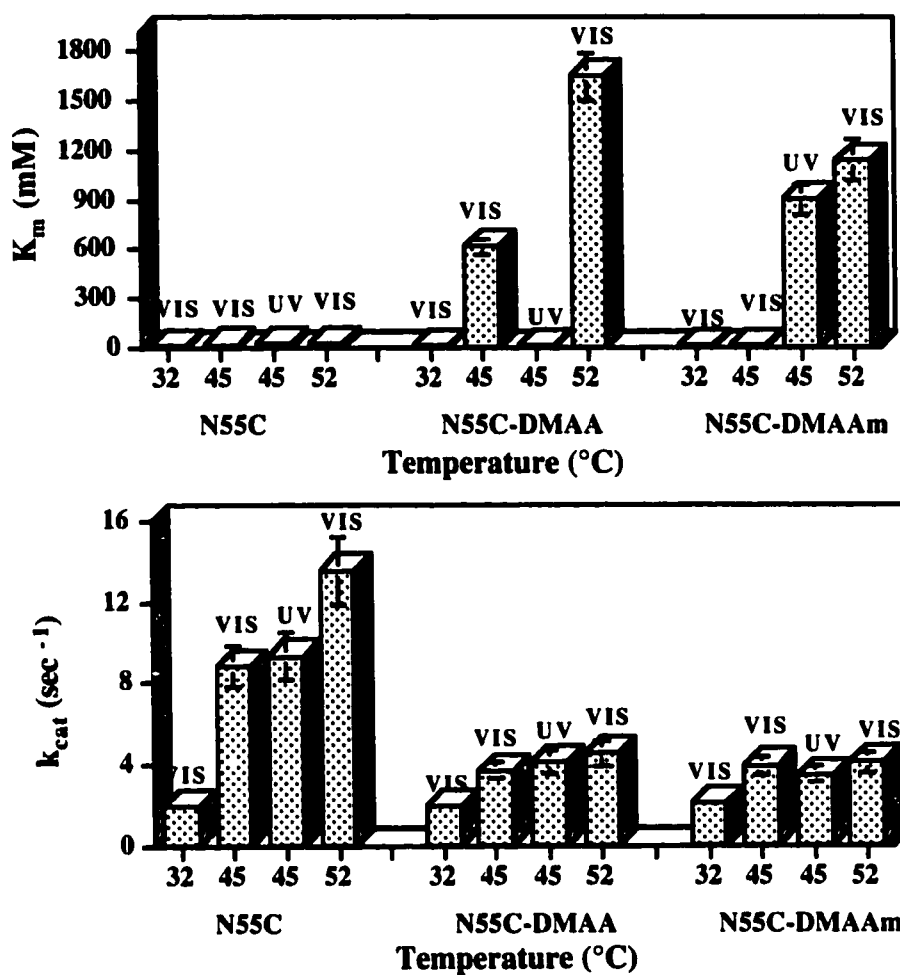 VIS
1800
1500
VIS
1200
UV
K_m (mM)
900
VIS
600
300
VIS VIS UV VIS VIS UV VIS VIS
0
32 45 45 52 32 45 45 52 32 45 45 52
N55C N55C-DMAA N55C-DMAAm
Temperature (°C)
16
VIS
12
UV
VIS
k_cat (sec⁻¹)
8
VIS UV VIS VIS UV VIS
4
VIS VIS VIS
0
32 45 45 52 32 45 45 52 32 45 45 52
N55C N55C-DMAA N55C-DMAAm
Temperature (°C)